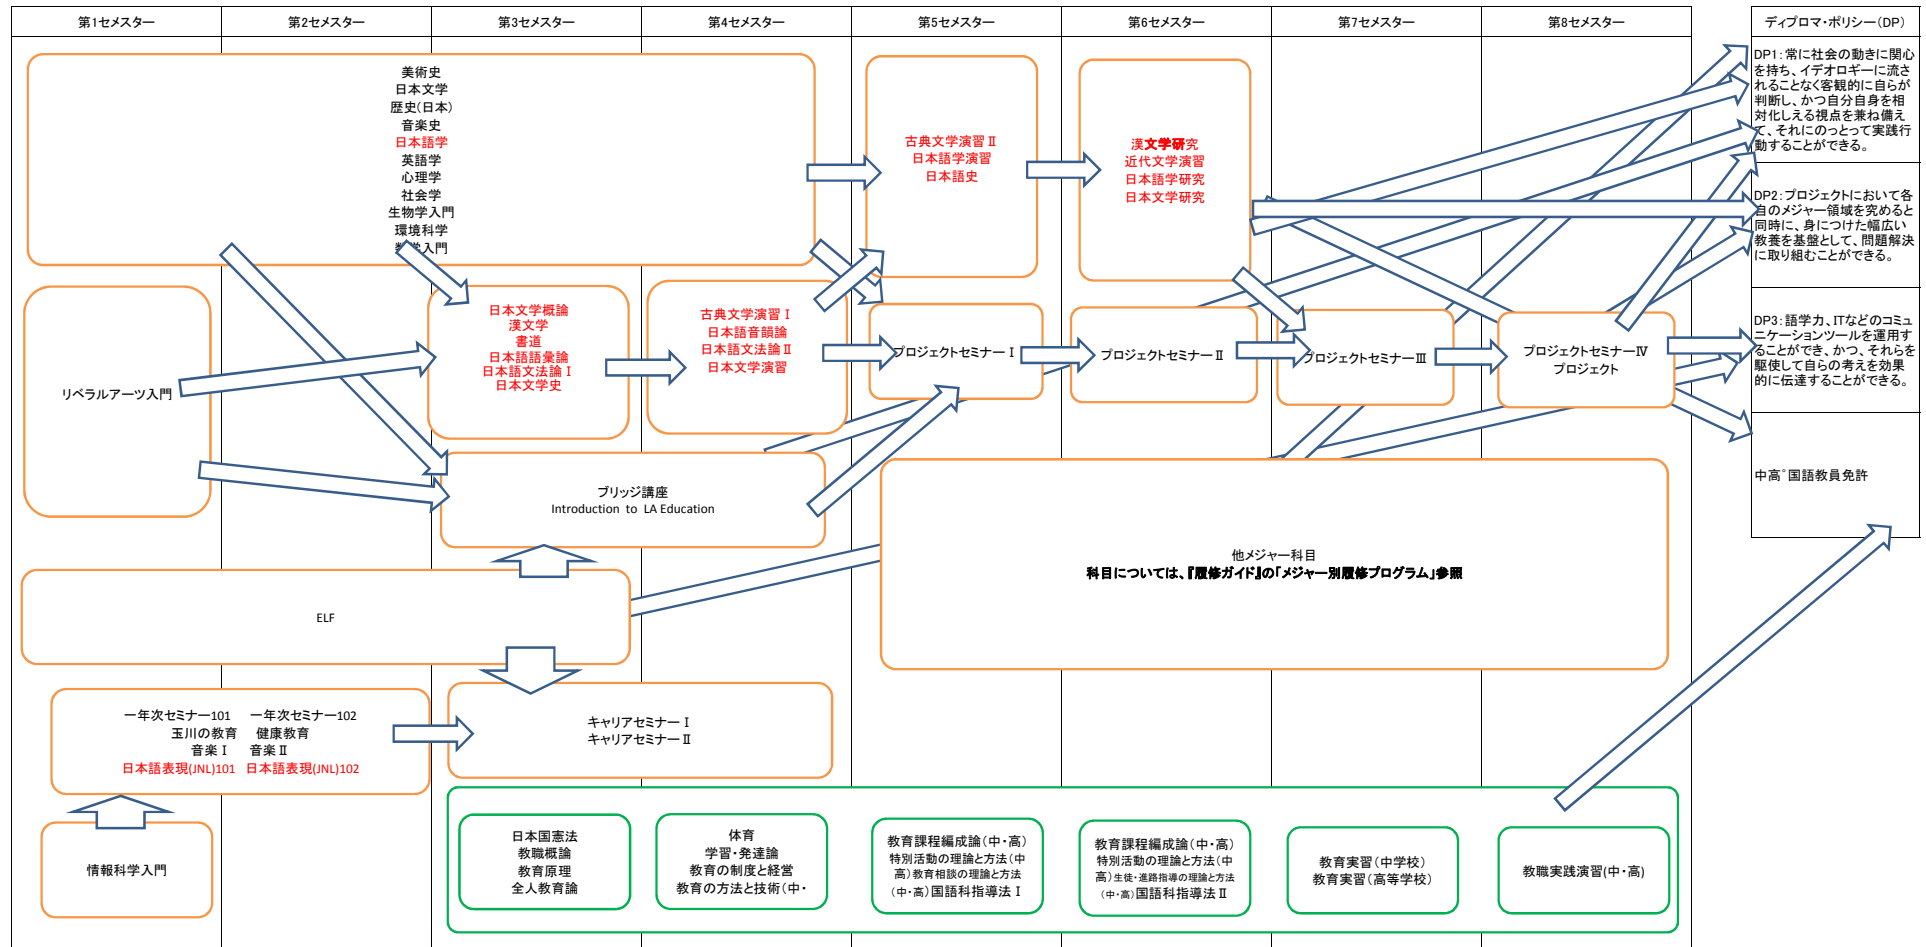 第1セメスター
第2セメスター
第3セメスター
第4セメスター
第5セメスター
第6セメスター
第7セメスター
第8セメスター
ディプロマ・ポリシー(DP)
美術史
日本文学
歴史(日本)
音楽史
日本語学
英語学
心理学
社会学
生物学入門
環境科学
数学入門
古典文学演習Ⅱ
日本語学演習
日本語史
漢文学研究
近代文学演習
日本語学研究
日本文学研究
DP1:常に社会の動きに関心
を持ち、イデオロギーに流さ
れることなく客観的に自らが
判断し、かつ自分自身を相
対化しえる視点を兼ね備え
て、それにのっとって実践行
動することができる。
DP2:プロジェクトにおいて各
自のメジャー領域を究めると
同時に、身につけた幅広い
教養を基盤として、問題解決
に取り組むことができる。
DP3:語学力、ITなどのコミュ
ニケーションツールを運用す
ることができ、かつ、それらを
駆使して自らの考えを効果
的に伝達することができる。
中高゜国語教員免許
リベラルアーツ入門
日本文学概論
漢文学
書道
日本語語彙論
日本語文法論Ⅰ
日本文学史
古典文学演習Ⅰ
日本語音韻論
日本語文法論Ⅱ
日本文学演習
プロジェクトセミナーⅠ
プロジェクトセミナーⅡ
プロジェクトセミナーⅢ
プロジェクトセミナーⅣ
プロジェクト
ブリッジ講座
Introduction to LA Education
他メジャー科目
科目については、『履修ガイド』の「メジャー別履修プログラム」参照
ELF
一年次セミナー101 一年次セミナー102
玉川の教育 健康教育
音楽Ⅰ 音楽Ⅱ
日本語表現(JNL)101 日本語表現(JNL)102
キャリアセミナーⅠ
キャリアセミナーⅡ
情報科学入門
日本国憲法
教職概論
教育原理
全人教育論
体育
学習・発達論
教育の制度と経営
教育の方法と技術(中・
教育課程編成論(中・高)
特別活動の理論と方法(中
高)教育相談の理論と方法
(中・高)国語科指導法Ⅰ
教育課程編成論(中・高)
特別活動の理論と方法(中
高)生徒・進路指導の理論と方法
(中・高)国語科指導法Ⅱ
教育実習(中学校)
教育実習(高等学校)
教職実践演習(中・高)